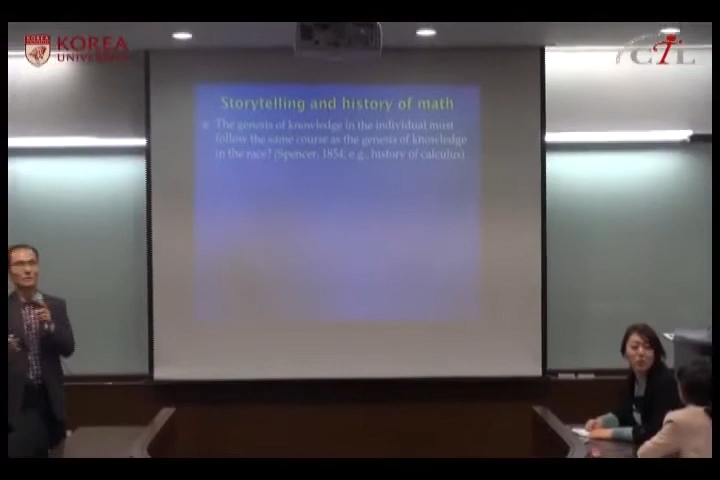 KOREA
UNIVERSITY
CTL
Storytelling and history of math
The genesis of knowledge in the individual must
follow the same course as the genesis of knowledge
in the race? (Spencer, 1854; e.g., history of calculus)